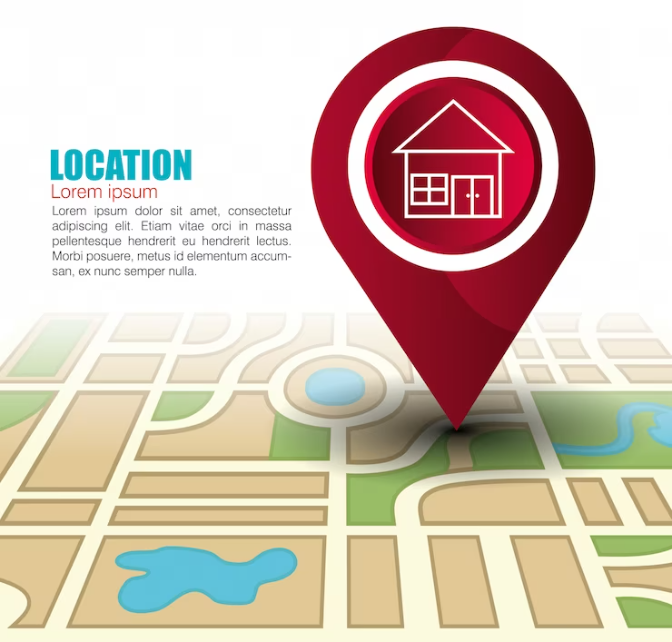 LOCATION
Lorem ipsum
Lorem ipsum dolor sit amet, consectetur
adipiscing elit. Etiam vitae orci in massa
pellentesque hendrerit eu hendrerit lectus.
Morbi posuere, metus id elementum accum-
san, ex nunc semper nulla.